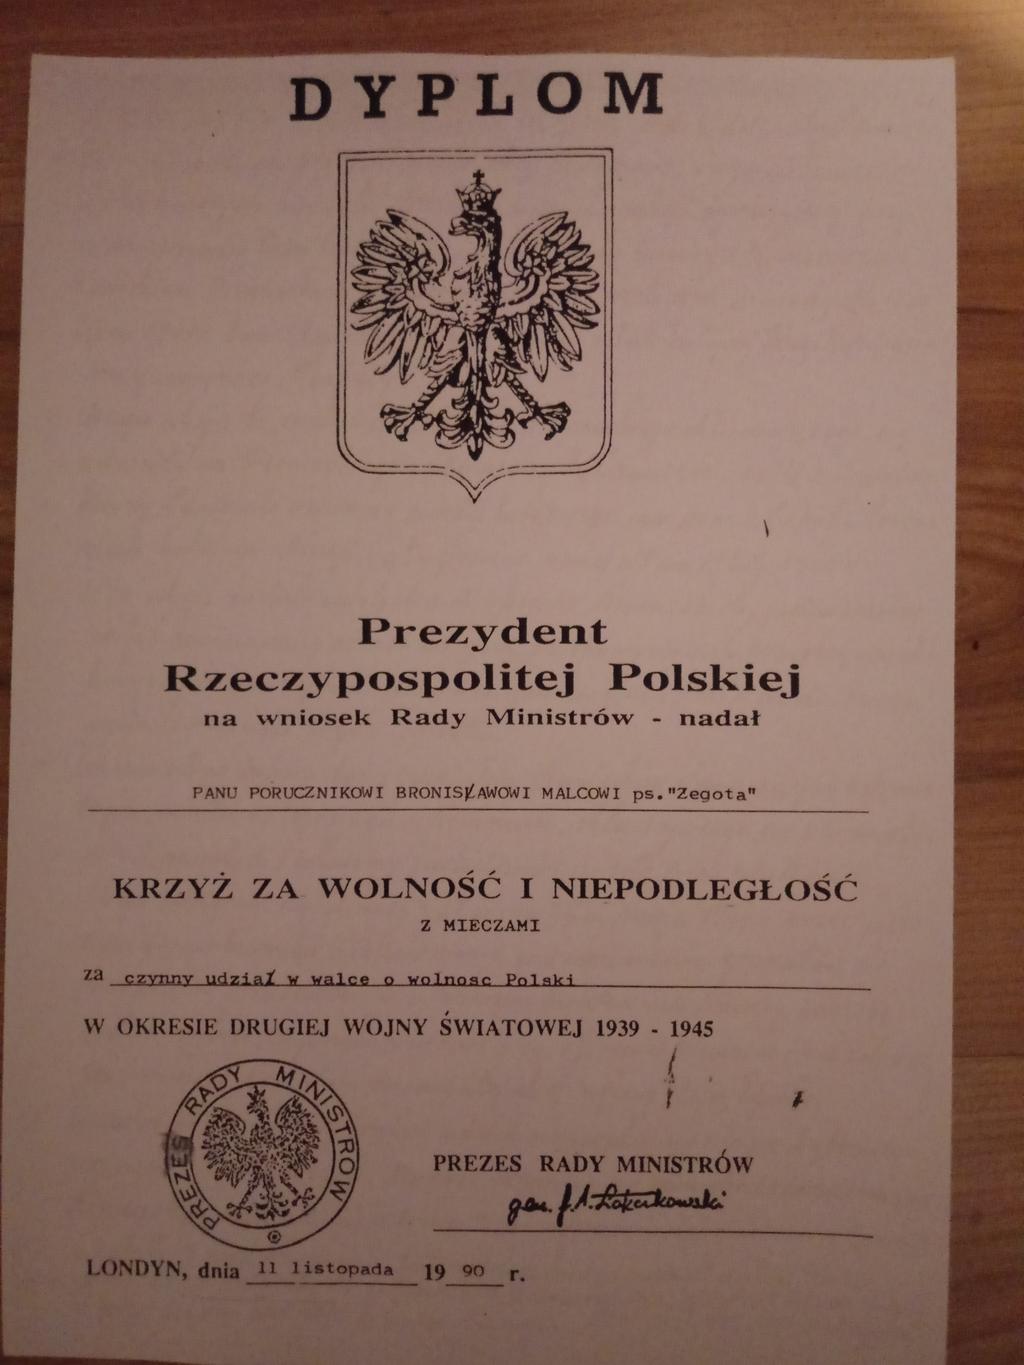 DYPLOM
Prezydent
Rzeczypospolitej Polskiej
na wniosek Rady Ministrów - nadał
PANU PORUCZNIKOWI BRONISŁAWOWI MALCOWI ps."Zegota"
KRZYŻ ZA WOLNOŚĆ I NIEPODLEGŁOŚĆ
Z MIECZAMI
za czynny udział w walce o wolnosc Polski
W OKRESIE DRUGIEJ WOJNY ŚWIATOWEJ 1939 - 1945
PREZES RADY MINISTRÓW
PREZES RADY MINISTRÓW
gen.
LONDYN, dnia 11 listopada 19 90 r.